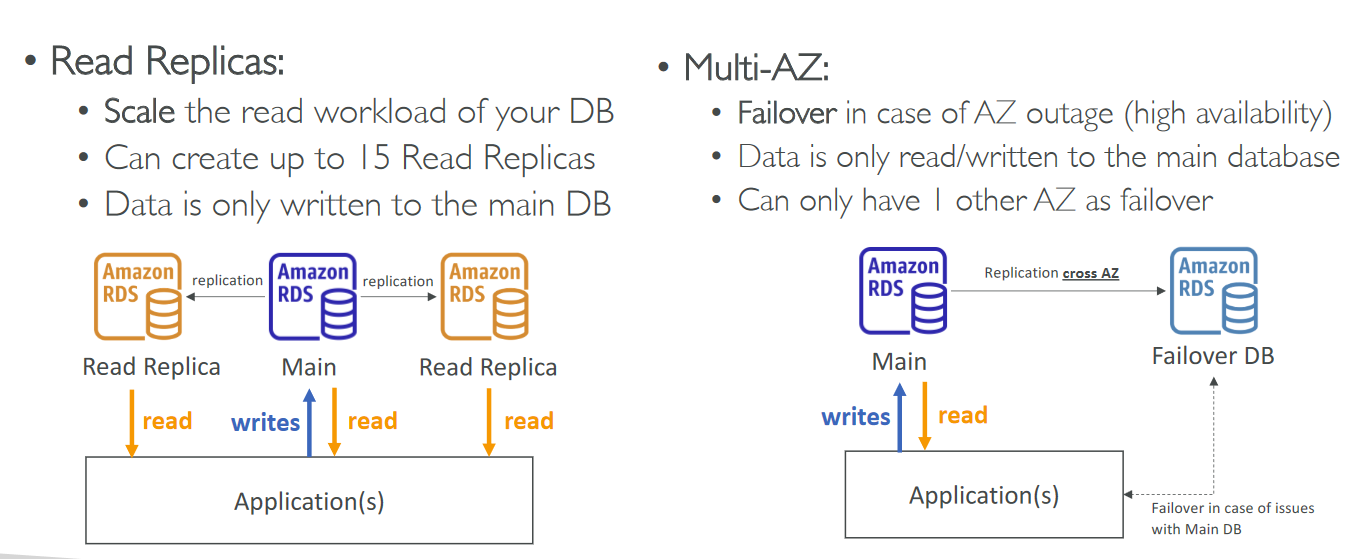 • Read Replicas:
• Scale the read workload of your DB
• Can create up to 15 Read Replicas
• Data is only written to the main DB
Amazon
RDS
replication
Amazon
RDS
replication
Amazon
RDS
Read Replica
Main
Read Replica
read
writes
read
read
Application(s)
• Multi-AZ:
• Failover in case of AZ outage (high availability)
• Data is only read/written to the main database
• Can only have 1 other AZ as failover
Amazon
RDS
Replication cross AZ
Amazon
RDS
Main
Failover DB
writes
read
Application(s)
Failover in case of issues
with Main DB